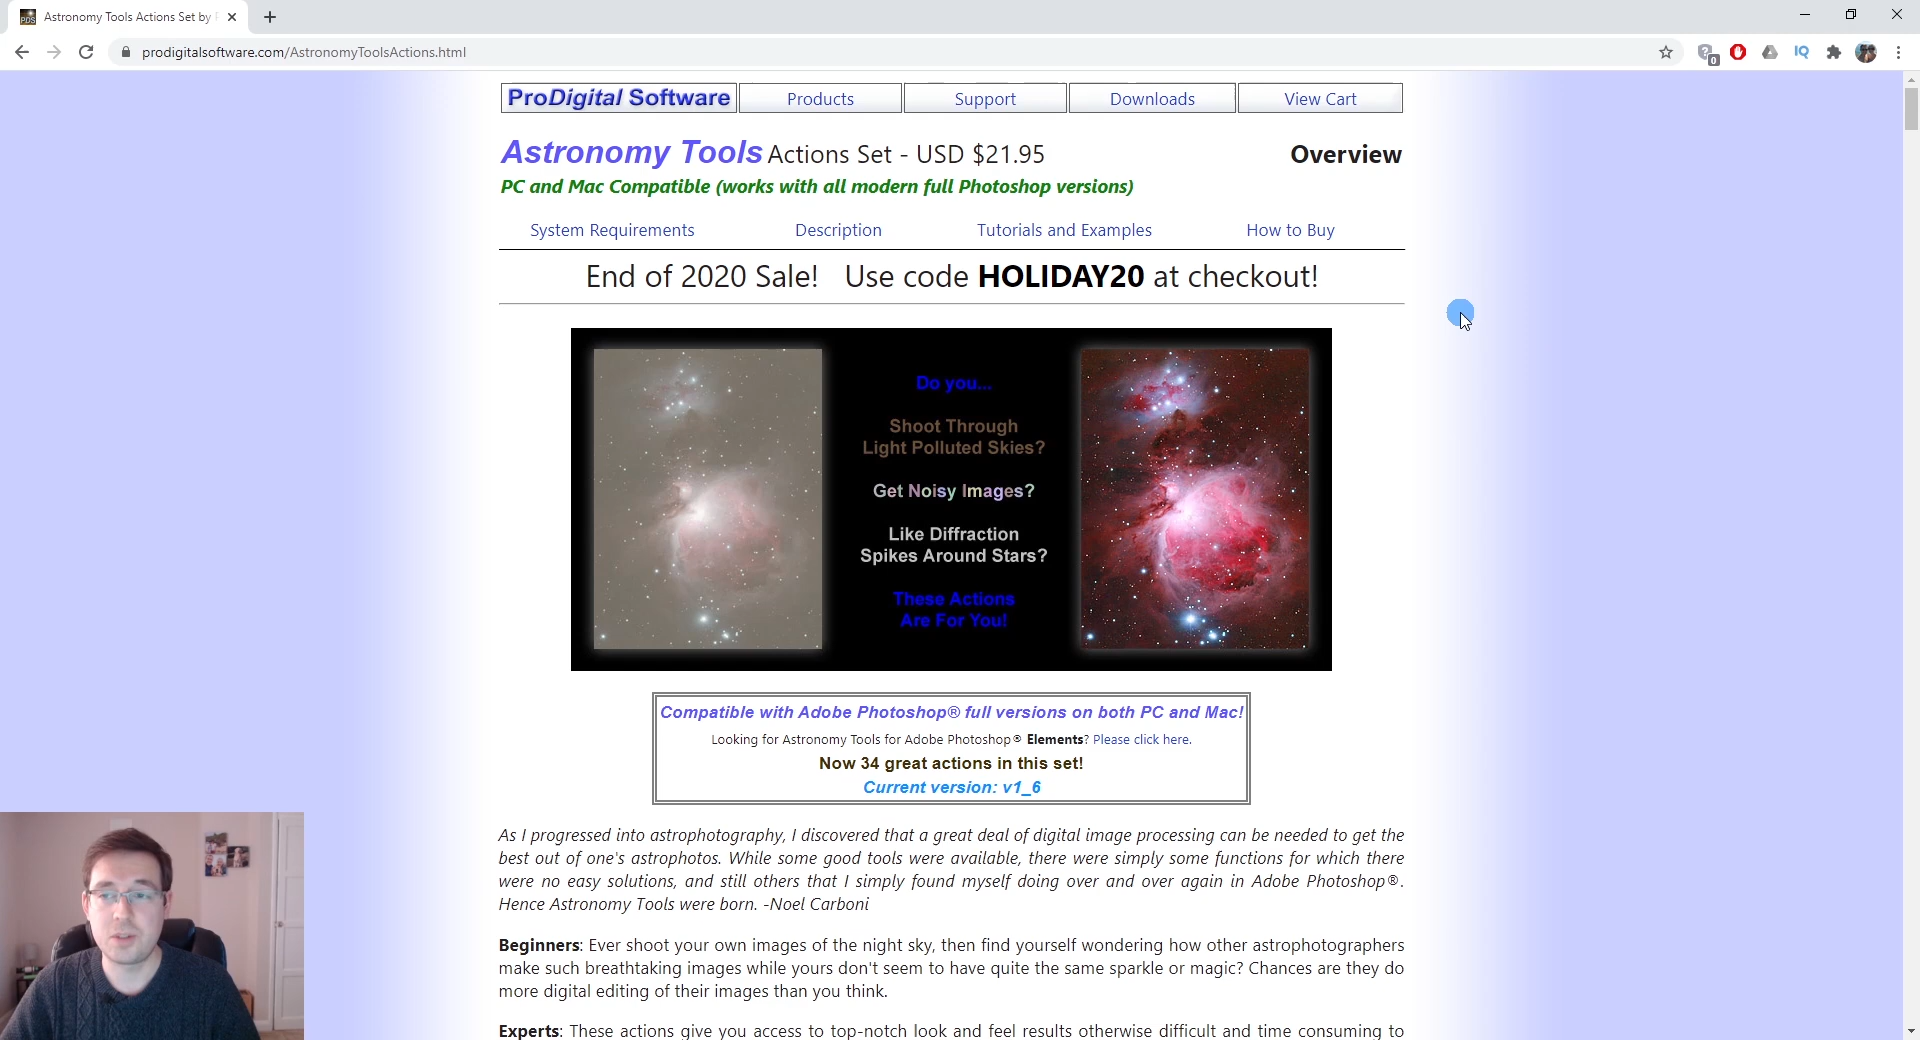 Astronomy Tools Actions Set by
prodigitalsoftware.com/AstronomyToolsActions.html
0
IQ
ProDigital Software
Products
Support
Downloads
View Cart
Astronomy Tools Actions Set - USD $21.95
Overview
PC and Mac Compatible (works with all modern full Photoshop versions)
System Requirements
Description
Tutorials and Examples
How to Buy
End of 2020 Sale! Use code HOLIDAY20 at checkout!
Do you...
Shoot Through
Light Polluted Skies?
Get Noisy Images?
Like Diffraction
Spikes Around Stars?
These Actions
Are For You!
Compatible with Adobe Photoshop® full versions on both PC and Mac!
Looking for Astronomy Tools for Adobe Photoshop® Elements? Please click here.
Now 34 great actions in this set!
Current version: v1_6
As I progressed into astrophotography, I discovered that a great deal of digital image processing can be needed to get the
best out of one's astrophotos. While some good tools were available, there were simply some functions for which there
were no easy solutions, and still others that I simply found myself doing over and over again in Adobe Photoshop®.
Hence Astronomy Tools were born. -Noel Carboni
Beginners: Ever shoot your own images of the night sky, then find yourself wondering how other astrophotographers
make such breathtaking images while yours don't seem to have quite the same sparkle or magic? Chances are they do
more digital editing of their images than you think.
Experts: These actions give you access to top-notch look and feel results otherwise difficult and time consuming to